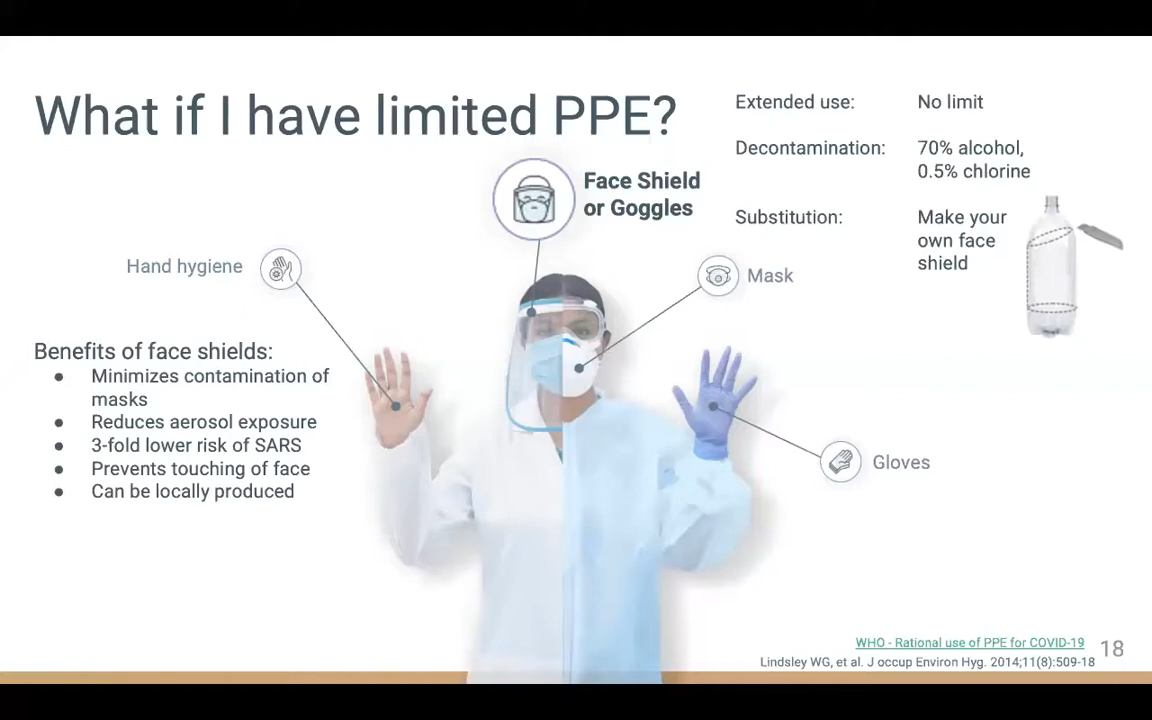 What if I have limited PPE?
Extended use: No limit
Decontamination: 70% alcohol,
0.5% chlorine
Substitution: Make your
own face
shield
Face Shield
or Goggles
Hand hygiene
Mask
Benefits of face shields:
● Minimizes contamination of
masks
● Reduces aerosol exposure
● 3-fold lower risk of SARS
● Prevents touching of face
● Can be locally produced
Gloves
WHO - Rational use of PPE for COVID-19
Lindsley WG, et al. J occup Environ Hyg. 2014;11(8):509-18
18